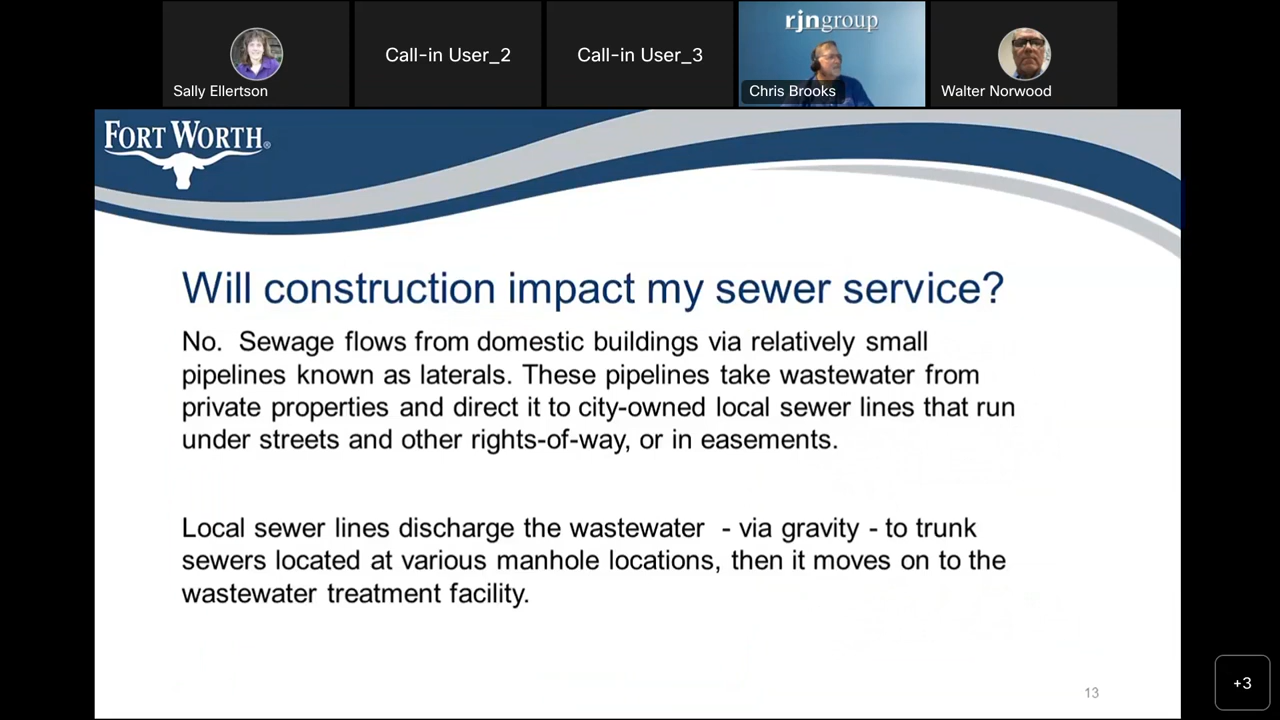 rjngroup
Call-in User_2
Call-in User_3
Sally Ellertson
Chris Brooks
Walter Norwood
FORT WORTH®
Will construction impact my sewer service?
No. Sewage flows from domestic buildings via relatively small
pipelines known as laterals. These pipelines take wastewater from
private properties and direct it to city-owned local sewer lines that run
under streets and other rights-of-way, or in easements.
Local sewer lines discharge the wastewater - via gravity - to trunk
sewers located at various manhole locations, then it moves on to the
wastewater treatment facility.
13
+3